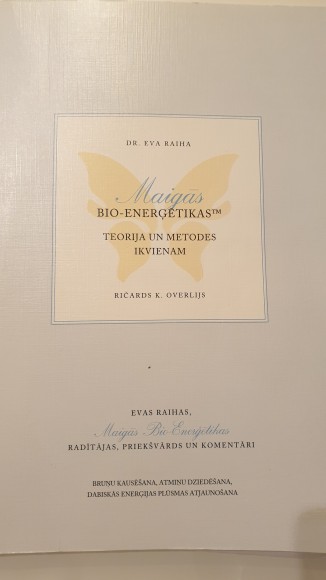 DR. EVA RAIHA
Maigās
BIO-ENERĢĒTIKAS™
TEORIJA UN METODES
IKVIENAM
RIČARDS K. OVERLIJS
EVAS RAIHAS,
Maigās Bio-Enerģētikas
RADĪTĀJAS, PRIEKŠVĀRDS UN KOMENTĀRI
BRUŅU KAUSĒŠANA, ATMIŅU DZIEDĒŠANA,
DABISKĀS ENERĢIJAS PLŪSMAS ATJAUNOŠANA